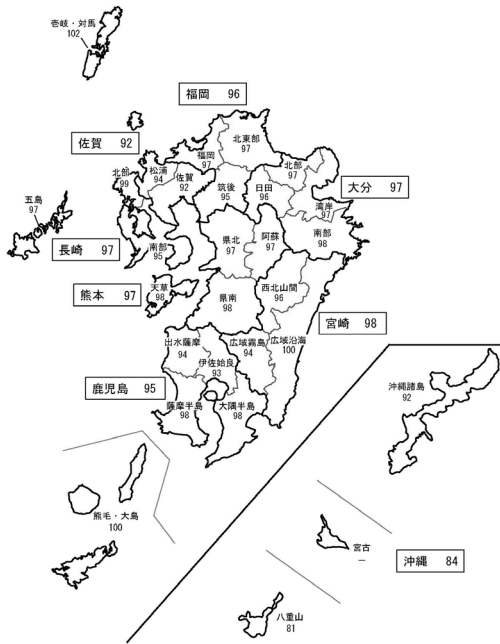 壱岐・対馬
102
福岡 96
北東部
97
佐賀 92
福岡
97
北部
97
松浦
94
佐賀
92
北部
99
筑後
95
日田
96
大分 97
五島
97
湾岸
97
南部
98
県北
97
阿蘇
97
長崎 97
南部
95
熊本 97
天草
98
県南
98
西北山間
96
宮崎 98
出水薩摩
94
広域霧島
94
広域沿海
100
伊佐姶良
93
鹿児島 95
薩摩半島
98
大隅半島
98
沖縄諸島
92
熊毛・大島
100
宮古
－
沖縄 84
八重山
81